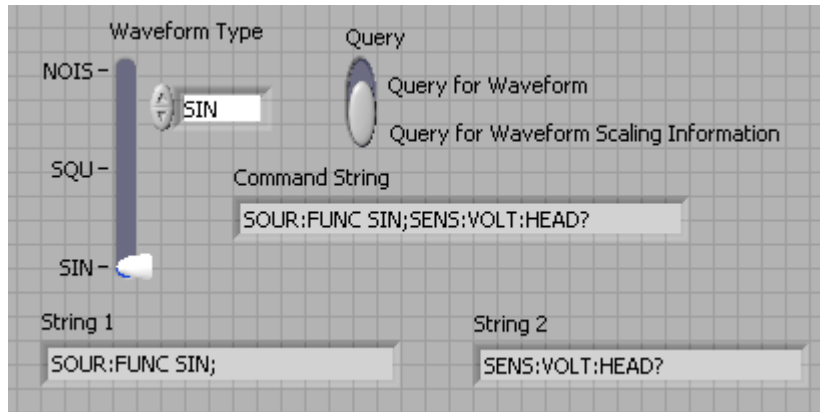 Waveform Type
Query
NOIS
SIN
Query for Waveform
Query for Waveform Scaling Information
SQU
Command String
SOUR:FUNC SIN;SENS:VOLT:HEAD?
SIN
String 1
String 2
SOUR:FUNC SIN;
SENS:VOLT:HEAD?